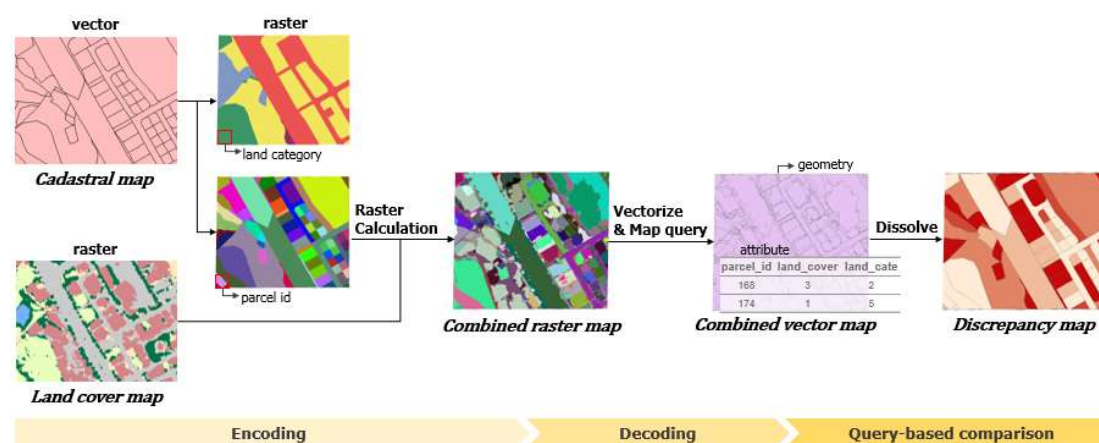 vector
raster
land category
Cadastral map
parcel id
raster
Land cover map
Raster
Calculation
Combined raster map
Vectorize
& Map query
geometry
attribute
parcel_id land_cover land_cate
168 3 2
174 1 5
Combined vector map
Dissolve
Discrepancy map
Encoding
Decoding
Query-based comparison